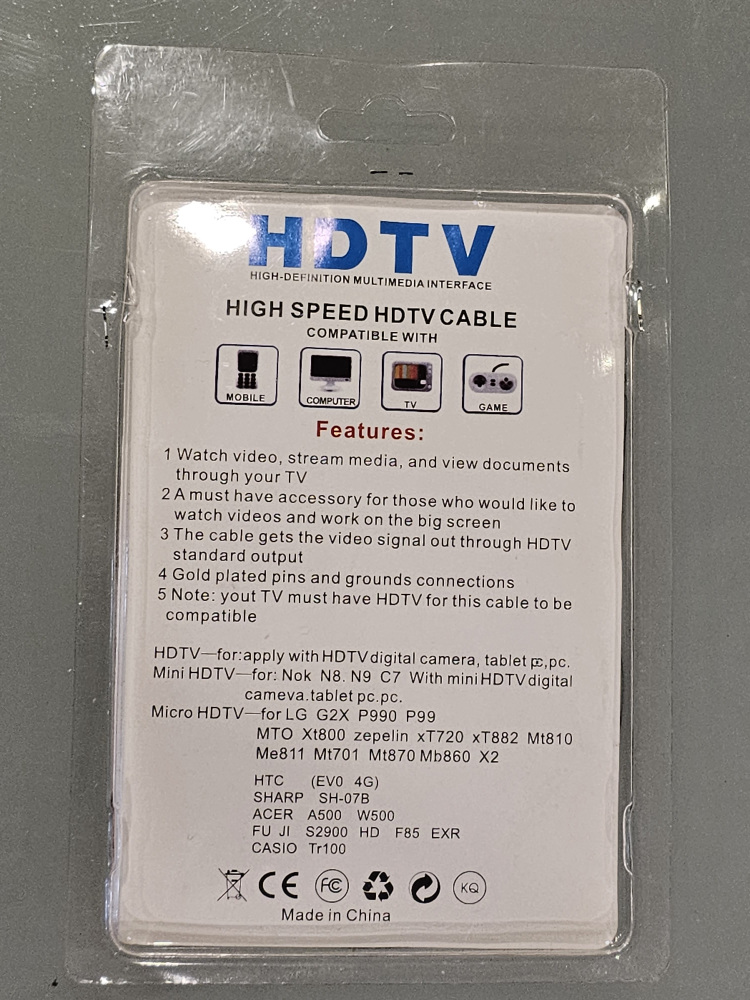 HDTV
HIGH-DEFINITION MULTIMEDIA INTERFACE
HIGH SPEED HDTV CABLE
COMPATIBLE WITH
MOBILE
COMPUTER
TV
GAME
Features:
1 Watch video, stream media, and view documents
through your TV
2 A must have accessory for those who would like to
watch videos and work on the big screen
3 The cable gets the video signal out through HDTV
standard output
4 Gold plated pins and grounds connections
5 Note: yout TV must have HDTV for this cable to be
compatible
HDTV—for:apply with HDTV digital camera, tablet pc,pc.
Mini HDTV—for: Nok N8. N9 C7 With mini HDTV digital
cameva.tablet pc.pc.
Micro HDTV—for LG G2X P990 P99
MTO Xt800 zepelin xT720 xT882 Mt810
Me811 Mt701 Mt870 Mb860 X2
HTC (EV0 4G)
SHARP SH-07B
ACER A500 W500
FU JI S2900 HD F85 EXR
CASIO Tr100
CE FC KQ
Made in China